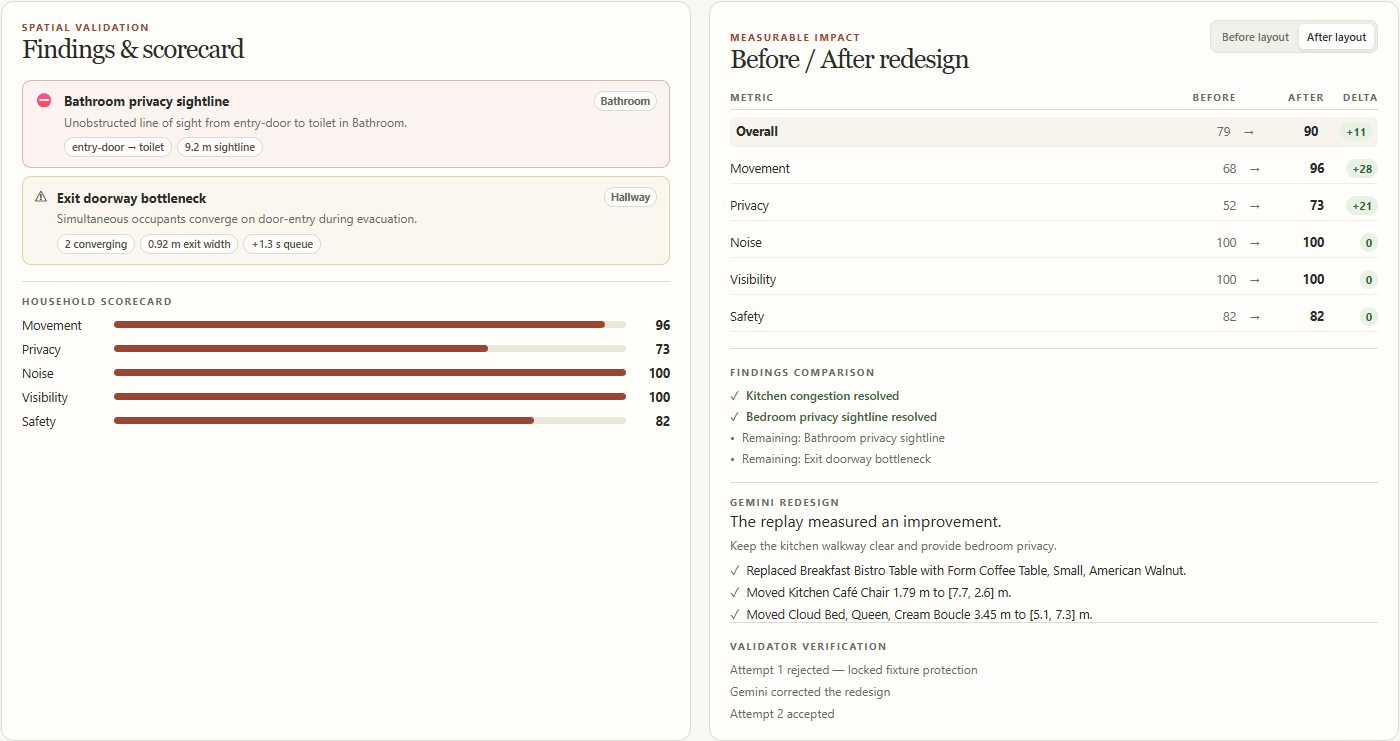 SPATIAL VALIDATION
Findings & scorecard
Bathroom privacy sightline
Bathroom
Unobstructed line of sight from entry-door to toilet in Bathroom.
entry-door → toilet 9.2 m sightline
Exit doorway bottleneck
Hallway
Simultaneous occupants converge on door-entry during evacuation.
2 converging 0.92 m exit width +1.3 s queue
HOUSEHOLD SCORECARD
Movement 96
Privacy 73
Noise 100
Visibility 100
Safety 82
MEASURABLE IMPACT
Before / After redesign
Before layout After layout
METRIC BEFORE AFTER DELTA
Overall 79 → 90 +11
Movement 68 → 96 +28
Privacy 52 → 73 +21
Noise 100 → 100 0
Visibility 100 → 100 0
Safety 82 → 82 0
FINDINGS COMPARISON
✓ Kitchen congestion resolved
✓ Bedroom privacy sightline resolved
• Remaining: Bathroom privacy sightline
• Remaining: Exit doorway bottleneck
GEMINI REDESIGN
The replay measured an improvement.
Keep the kitchen walkway clear and provide bedroom privacy.
✓ Replaced Breakfast Bistro Table with Form Coffee Table, Small, American Walnut.
✓ Moved Kitchen Café Chair 1.79 m to [7.7, 2.6] m.
✓ Moved Cloud Bed, Queen, Cream Boucle 3.45 m to [5.1, 7.3] m.
VALIDATOR VERIFICATION
Attempt 1 rejected — locked fixture protection
Gemini corrected the redesign
Attempt 2 accepted